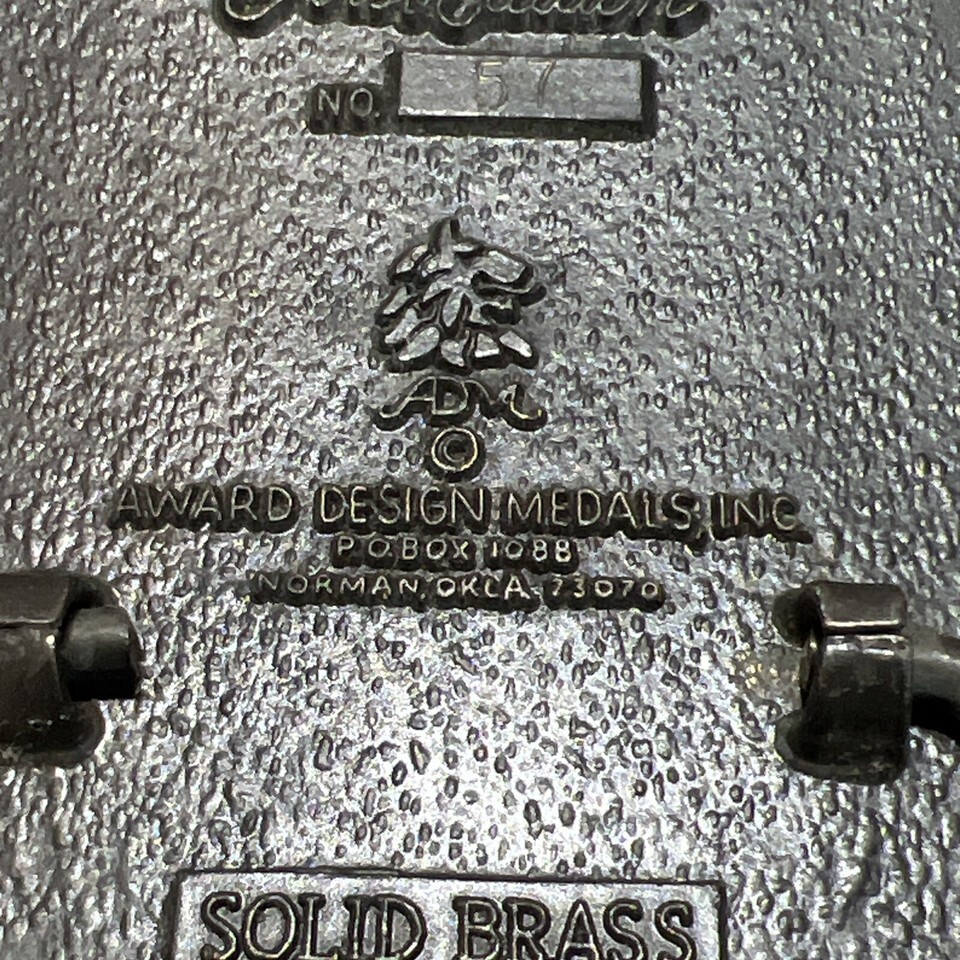 NO. 57
ADM
©
AWARD DESIGN MEDALS, INC.
P.O. BOX 1088
NORMAN, OKLA. 73070
SOLID BRASS